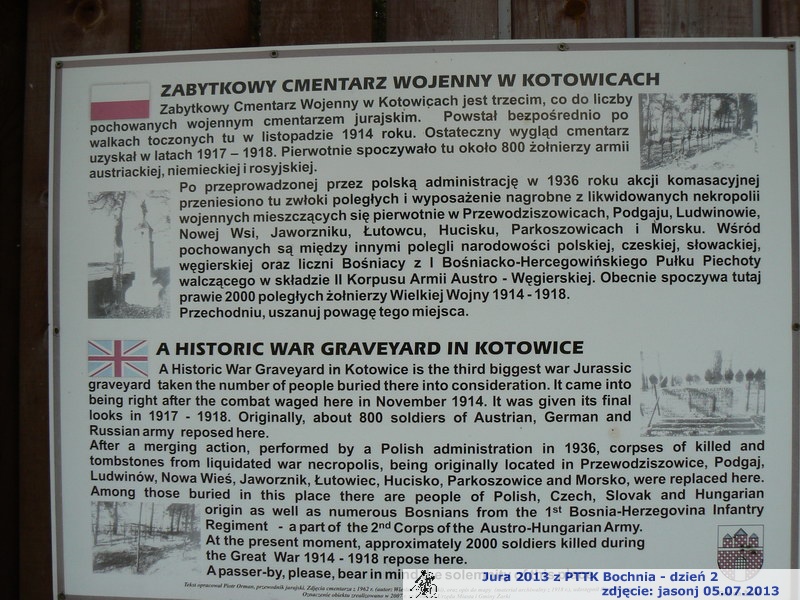 ZABYTKOWY CMENTARZ WOJENNY W KOTOWICACH
Zabytkowy Cmentarz Wojenny w Kotowicach jest trzecim, co do liczby
pochowanych wojennym cmentarzem jurajskim. Powstał bezpośrednio po
walkach toczonych tu w listopadzie 1914 roku. Ostateczny wygląd cmentarz
uzyskał w latach 1917 – 1918. Pierwotnie spoczywało tu około 800 żołnierzy armii
austriackiej, niemieckiej i rosyjskiej.
Po przeprowadzonej przez polską administrację w 1936 roku akcji komasacyjnej
przeniesiono tu zwłoki poległych i wyposażenie nagrobne z likwidowanych nekropolii
wojennych mieszczących się pierwotnie w Przewodziszowicach, Podgaju, Ludwinowie,
Nowej Wsi, Jaworzniku, Łutowcu, Hucisku, Parkoszowicach i Morsku. Wśród
pochowanych są między innymi polegli narodowości polskiej, czeskiej, słowackiej,
węgierskiej oraz liczni Bośniacy z I Bośniacko-Hercegowińskiego Pułku Piechoty
walczącego w składzie II Korpusu Armii Austro - Węgierskiej. Obecnie spoczywa tutaj
prawie 2000 poległych żołnierzy Wielkiej Wojny 1914 - 1918.
Przechodniu, uszanuj powagę tego miejsca.
A HISTORIC WAR GRAVEYARD IN KOTOWICE
A Historic War Graveyard in Kotowice is the third biggest war Jurassic
graveyard taken the number of people buried there into consideration. It came into
being right after the combat waged here in November 1914. It was given its final
looks in 1917 - 1918. Originally, about 800 soldiers of Austrian, German and
Russian army reposed here.
After a merging action, performed by a Polish administration in 1936, corpses of killed and
tombstones from liquidated war necropolis, being originally located in Przewodziszowice, Podgaj,
Ludwinów, Nowa Wieś, Jaworznik, Łutowiec, Hucisko, Parkoszowice and Morsko, were replaced here.
Among those buried in this place there are people of Polish, Czech, Slovak and Hungarian
origin as well as numerous Bosnians from the 1st Bosnia-Herzegovina Infantry
Regiment - a part of the 2nd Corps of the Austro-Hungarian Army.
At the present moment, approximately 2000 soldiers killed during
the Great War 1914 - 1918 repose here.
A passer-by, please, bear in mind
Tekst opracował Piotr Orman, przewodnik jurajski. Zdjęcia cmentarza z 1962 r.
Jura 2013 z PTTK Bochnia - dzień 2
zdjęcie: jasonj 05.07.2013